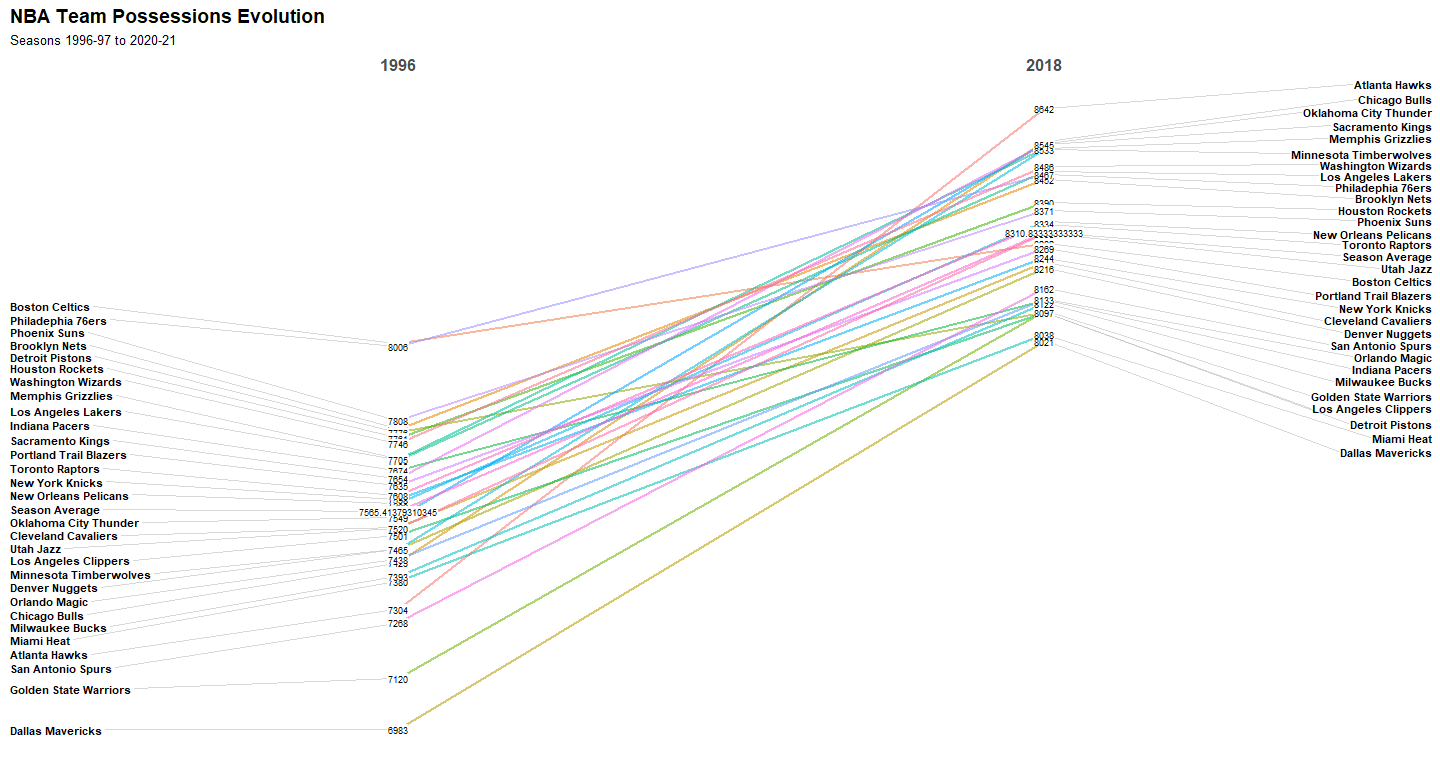 NBA Team Possessions Evolution
Seasons 1996-97 to 2020-21
1996
2018
Boston Celtics
Philadephia 76ers
Phoenix Suns
Brooklyn Nets
Detroit Pistons
Houston Rockets
Washington Wizards
Memphis Grizzlies
Los Angeles Lakers
Indiana Pacers
Sacramento Kings
Portland Trail Blazers
Toronto Raptors
New York Knicks
New Orleans Pelicans
Season Average
Oklahoma City Thunder
Cleveland Cavaliers
Utah Jazz
Los Angeles Clippers
Minnesota Timberwolves
Denver Nuggets
Orlando Magic
Chicago Bulls
Milwaukee Bucks
Miami Heat
Atlanta Hawks
San Antonio Spurs
Golden State Warriors
Dallas Mavericks
8006
7808
7746
7705
7674
7654
7635
7608
7565.41379310345
7549
7520
7501
7465
7428
7393
7380
7304
7268
7120
6983
8642
8545
8533
8486
8467
8452
8390
8371
8334
8310.83333333333
8269
8244
8216
8162
8133
8122
8097
8038
8021
Atlanta Hawks
Chicago Bulls
Oklahoma City Thunder
Sacramento Kings
Memphis Grizzlies
Minnesota Timberwolves
Washington Wizards
Los Angeles Lakers
Philadephia 76ers
Brooklyn Nets
Houston Rockets
Phoenix Suns
New Orleans Pelicans
Toronto Raptors
Season Average
Utah Jazz
Boston Celtics
Portland Trail Blazers
New York Knicks
Cleveland Cavaliers
Denver Nuggets
San Antonio Spurs
Orlando Magic
Indiana Pacers
Milwaukee Bucks
Golden State Warriors
Los Angeles Clippers
Detroit Pistons
Miami Heat
Dallas Mavericks